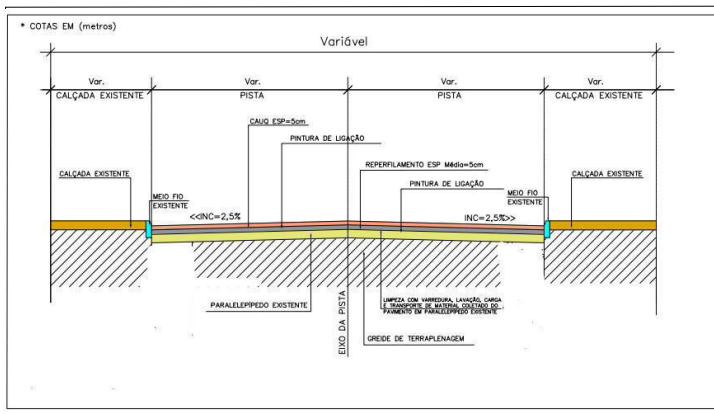 * COTAS EM (metros)
Variável
Var.
Var.
Var.
Var.
CALÇADA EXISTENTE
PISTA
PISTA
CALÇADA EXISTENTE
CAUQ ESP=5cm
PINTURA DE LIGAÇÃO
REPERFILAMENTO ESP Média=5cm
CALÇADA EXISTENTE
CALÇADA EXISTENTE
PINTURA DE LIGAÇÃO
MEIO FIO
EXISTENTE
MEIO FIO
EXISTENTE
<<INC=2,5%
INC=2,5%>>
PARALELEPÍPEDO EXISTENTE
LIMPEZA COM VARREDURA, LAVAÇÃO, CARGA
E TRANSPORTE DE MATERIAL COLETADO DO
PAVIMENTO EM PARALELEPÍPEDO EXISTENTE
EIXO DA PISTA
GREIDE DE TERRAPLENAGEM